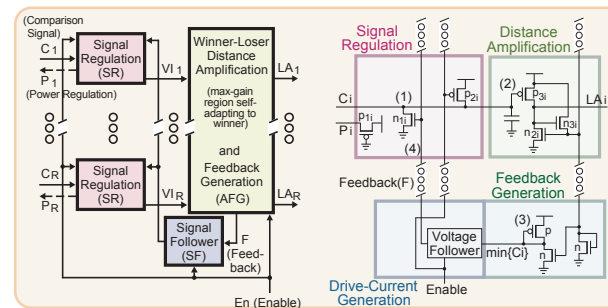 (Comparison
Signal)
C1
P1
(Power Regulation)
Signal
Regulation
(SR)
VI1
Winner-Loser
Distance
Amplification
(max-gain
region self-
adapting to
winner)
and
Feedback
Generation
(AFG)
LA1
CR
PR
Signal
Regulation
(SR)
VIR
LAR
Signal
Follower
(SF)
F
(Feed-
back)
En (Enable)
Signal
Regulation
Distance
Amplification
Ci
Pi
p1i
(1)
n1i
(4)
p2i
(2)
p3i
n2i
n3i
LAi
Feedback(F)
Feedback
Generation
Voltage
Follower
min{Ci}
(3)
p
n
n
Enable
Drive-Current
Generation